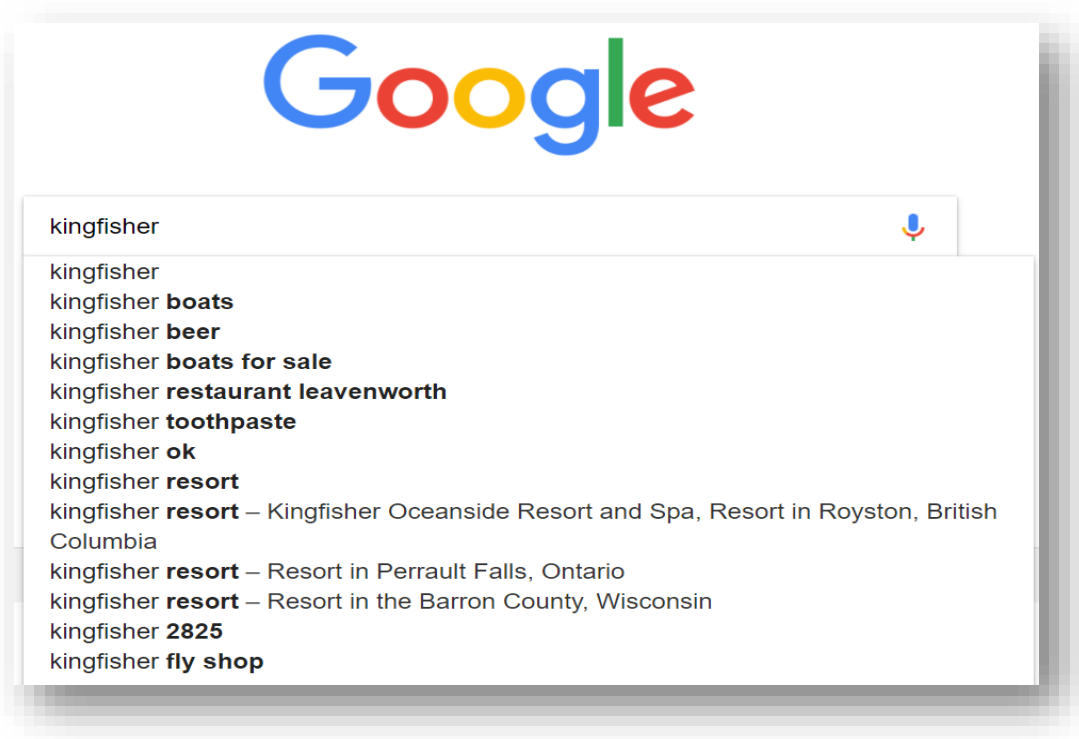 Google
kingfisher
kingfisher
kingfisher boats
kingfisher beer
kingfisher boats for sale
kingfisher restaurant leavenworth
kingfisher toothpaste
kingfisher ok
kingfisher resort
kingfisher resort – Kingfisher Oceanside Resort and Spa, Resort in Royston, British
Columbia
kingfisher resort – Resort in Perrault Falls, Ontario
kingfisher resort – Resort in the Barron County, Wisconsin
kingfisher 2825
kingfisher fly shop